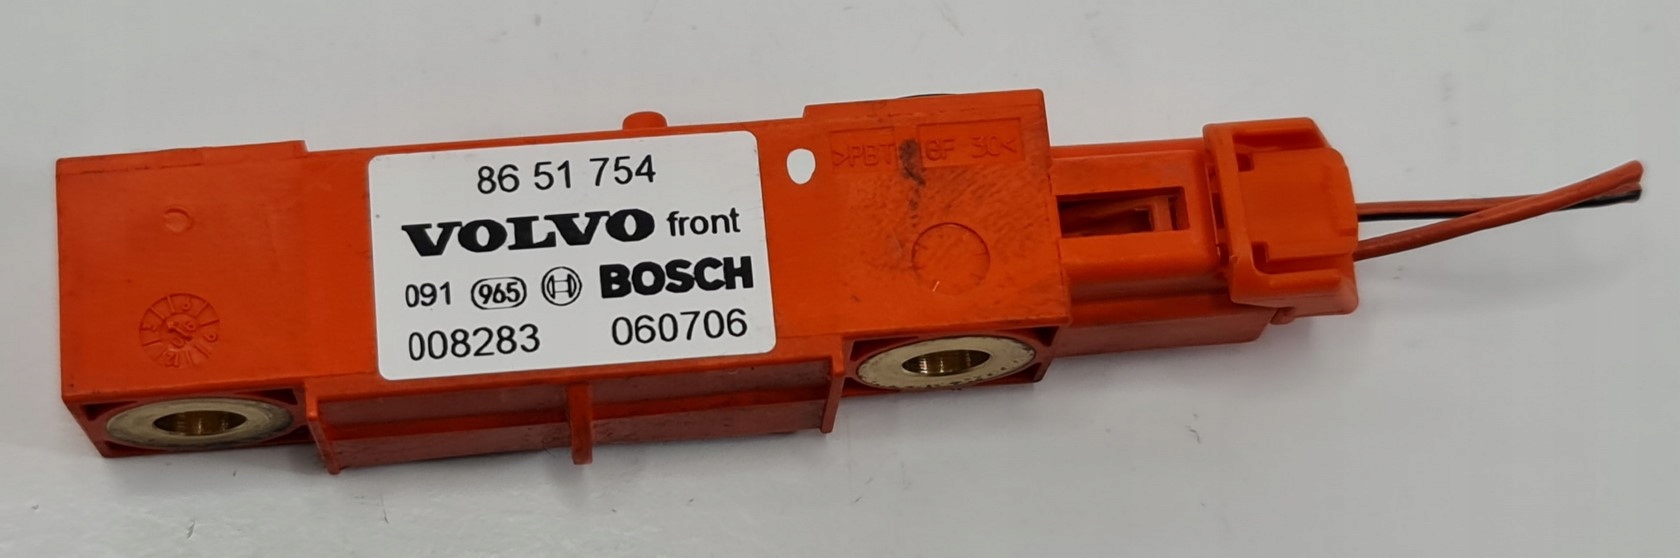 86 51 754
VOLVO front
091 965 BOSCH
008283 060706
>PBT GF 30<